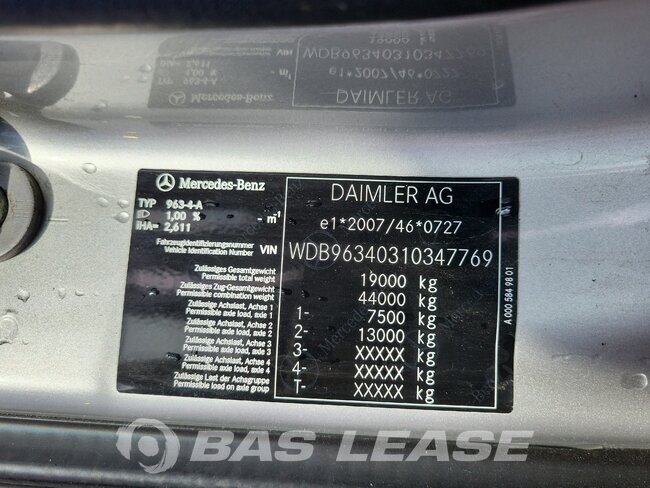 Mercedes-Benz
TYP 963-4-A
1,00 % - m⁻¹
IHA= 2,611
DAIMLER AG
e1*2007/46*0727
Fahrzeugidentifizierungsnummer
Vehicle Identification Number
VIN WDB96340310347769
Zulässiges Gesamtgewicht
Permissible total weight
19000 kg
Zulässiges Zug-Gesamtgewicht
Permissible combination weight
44000 kg
Zulässige Achslast, Achse 1
Permissible axle load, axle 1
1- 7500 kg
Zulässige Achslast, Achse 2
Permissible axle load, axle 2
2- 13000 kg
Zulässige Achslast, Achse 3
Permissible axle load, axle 3
3- XXXXX kg
Zulässige Achslast, Achse 4
Permissible axle load, axle 4
4- XXXXX kg
Zulässige Last der Achsgruppe
Permissible load on axle group
T- XXXXX kg
A 000 584 98 01
BAS LEASE